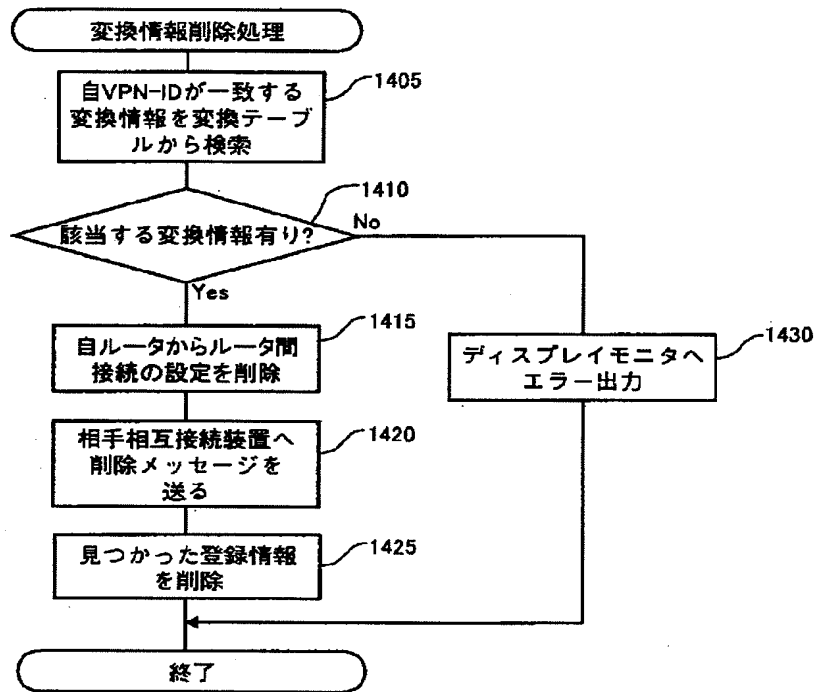 変換情報削除処理
1405
自VPN-IDが一致する
変換情報を変換テーブ
ルから検索
1410
該当する変換情報有り?
No
Yes
1415
自ルータからルータ間
接続の設定を削除
1430
ディスプレイモニタへ
エラー出力
1420
相手相互接続装置へ
削除メッセージを
送る
1425
見つかった登録情報
を削除
終了